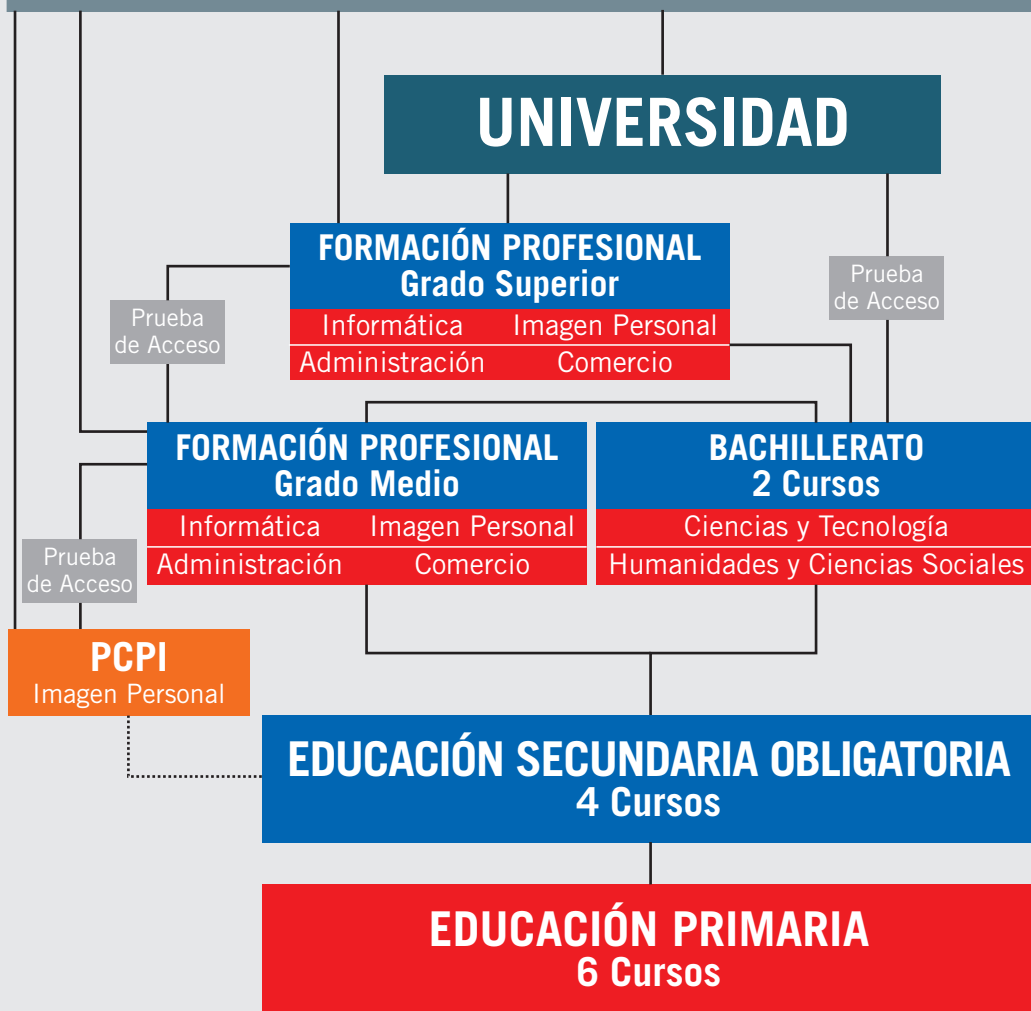 UNIVERSIDAD
FORMACIÓN PROFESIONAL
Grado Superior
Informática Imagen Personal
Administración Comercio
Prueba
de Acceso
Prueba
de Acceso
FORMACIÓN PROFESIONAL
Grado Medio
Informática Imagen Personal
Administración Comercio
BACHILLERATO
2 Cursos
Ciencias y Tecnología
Humanidades y Ciencias Sociales
Prueba
de Acceso
PCPI
Imagen Personal
EDUCACIÓN SECUNDARIA OBLIGATORIA
4 Cursos
EDUCACIÓN PRIMARIA
6 Cursos